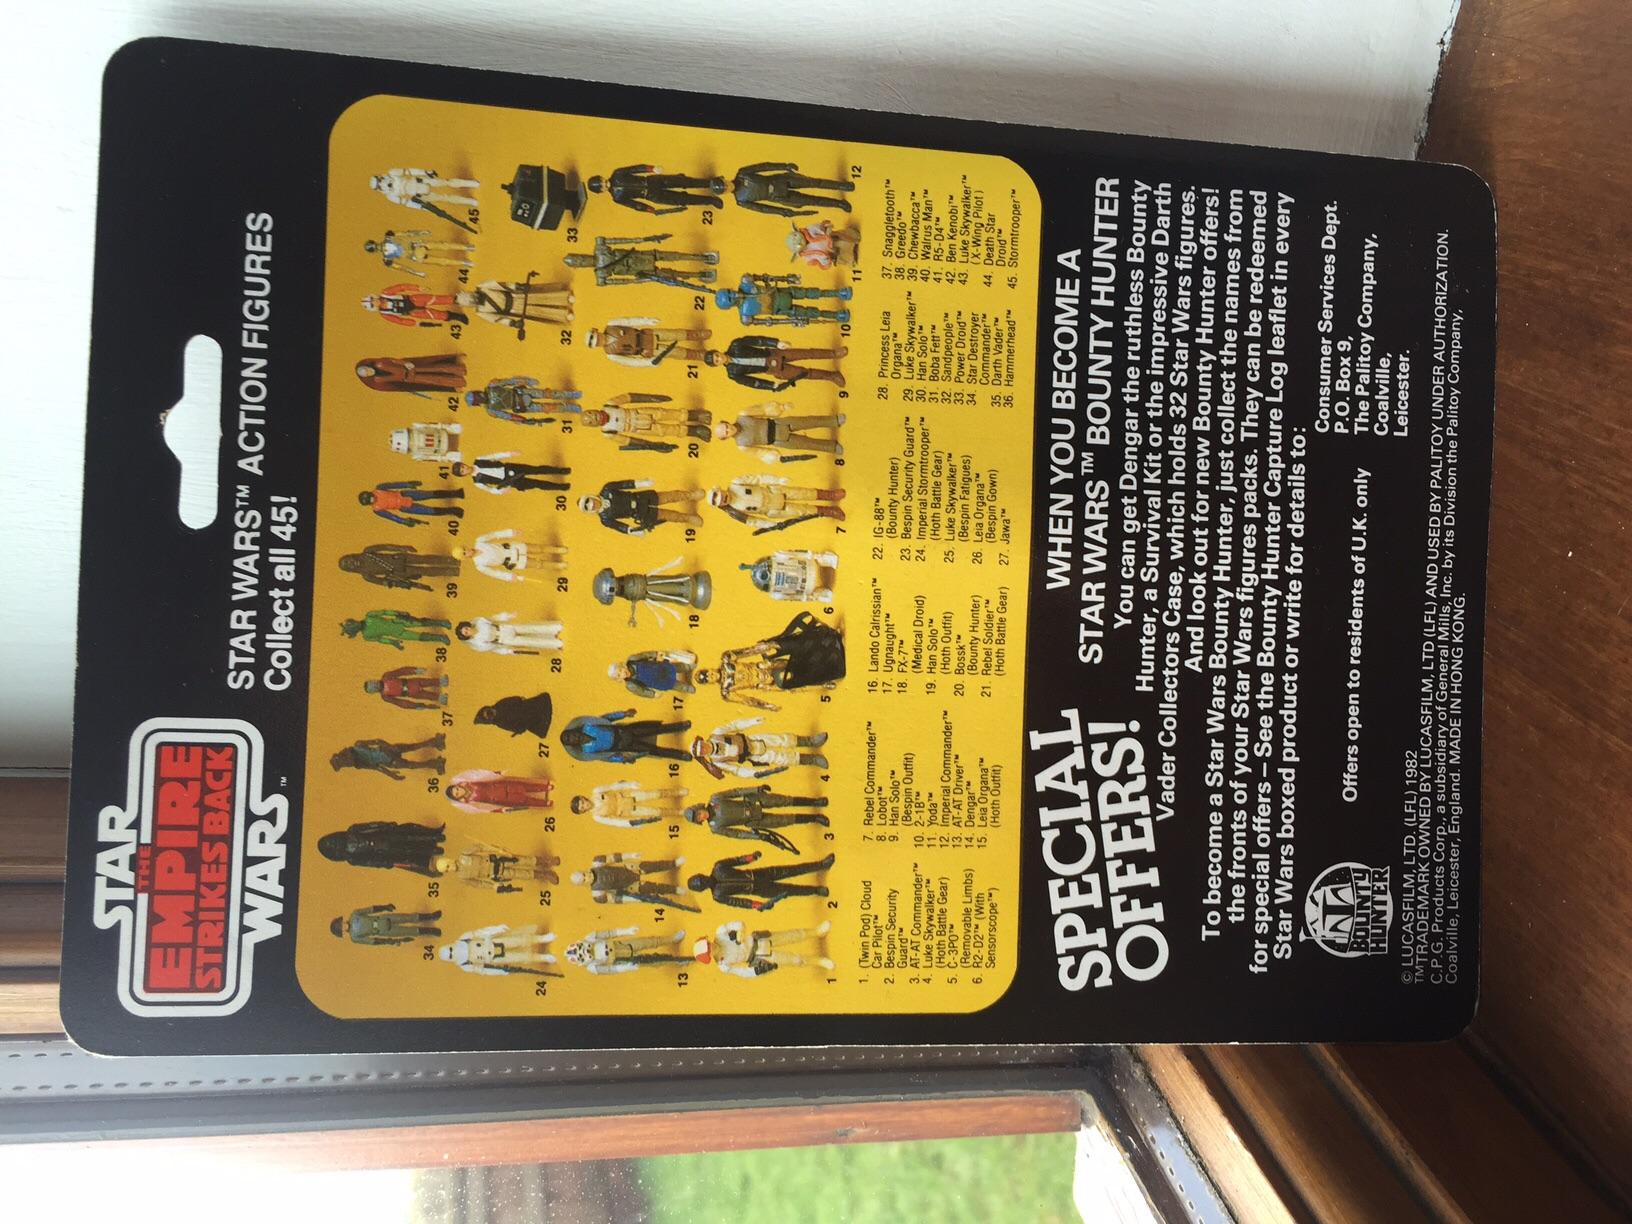 STAR
THE
EMPIRE
STRIKES BACK
WARS™
STAR WARS™ ACTION FIGURES
Collect all 45!
34 35 36 37 38 39 40 41 42 43 44 45
24 25 26 27 28 29 30 31 32 33
13 14 15 16 17 18 19 20 21 22 23
1 2 3 4 5 6 7 8 9 10 11 12
1. (Twin Pod) Cloud
Car Pilot™
2. Bespin Security
Guard™
3. AT-AT Commander™
4. Luke Skywalker™
(Hoth Battle Gear)
5. C-3PO™
(Removable Limbs)
6. R2-D2™ (With
Sensorscope™)
7. Rebel Commander™
8. Lobot™
9. Han Solo™
(Bespin Outfit)
10. 2-1B™
11. Yoda™
12. Imperial Commander™
13. AT-AT Driver™
14. Dengar™
15. Leia Organa™
(Hoth Outfit)
16. Lando Calrissian™
17. Ugnaught™
18. FX-7™
(Medical Droid)
19. Han Solo™
(Hoth Outfit)
20. Bossk™
(Bounty Hunter)
21. Rebel Soldier™
(Hoth Battle Gear)
22. IG-88™
(Bounty Hunter)
23. Bespin Security Guard™
24. Imperial Stormtrooper™
(Hoth Battle Gear)
25. Luke Skywalker™
(Bespin Fatigues)
26. Leia Organa™
(Bespin Gown)
27. Jawa™
28. Princess Leia
Organa™
29. Luke Skywalker™
30. Han Solo™
31. Boba Fett™
32. Sandpeople™
33. Power Droid™
34. Star Destroyer
Commander™
35. Darth Vader™
36. Hammerhead™
37. Snaggletooth™
38. Greedo™
39. Chewbacca™
40. Walrus Man™
41. R5-D4™
42. Ben Kenobi™
43. Luke Skywalker™
(X-Wing Pilot)
44. Death Star
Droid™
45. Stormtrooper™
SPECIAL
OFFERS!
WHEN YOU BECOME A
STAR WARS™ BOUNTY HUNTER
You can get Dengar the ruthless Bounty
Hunter, a Survival Kit or the impressive Darth
Vader Collectors Case, which holds 32 Star Wars figures.
And look out for new Bounty Hunter offers!
To become a Star Wars Bounty Hunter, just collect the names from
the fronts of your Star Wars figures packs. They can be redeemed
for special offers – See the Bounty Hunter Capture Log leaflet in every
Star Wars boxed product or write for details to:
Consumer Services Dept.
P.O. Box 9,
The Palitoy Company,
Coalville,
Leicester.
Offers open to residents of U.K. only
BOUNTY
HUNTER
© LUCASFILM, LTD. (LFL) 1982
™TRADEMARK OWNED BY LUCASFILM, LTD (LFL) AND USED BY PALITOY UNDER AUTHORIZATION.
C.P.G. Products Corp., a subsidiary of General Mills, Inc. by its Division the Palitoy Company,
Coalville, Leicester, England. MADE IN HONG KONG.